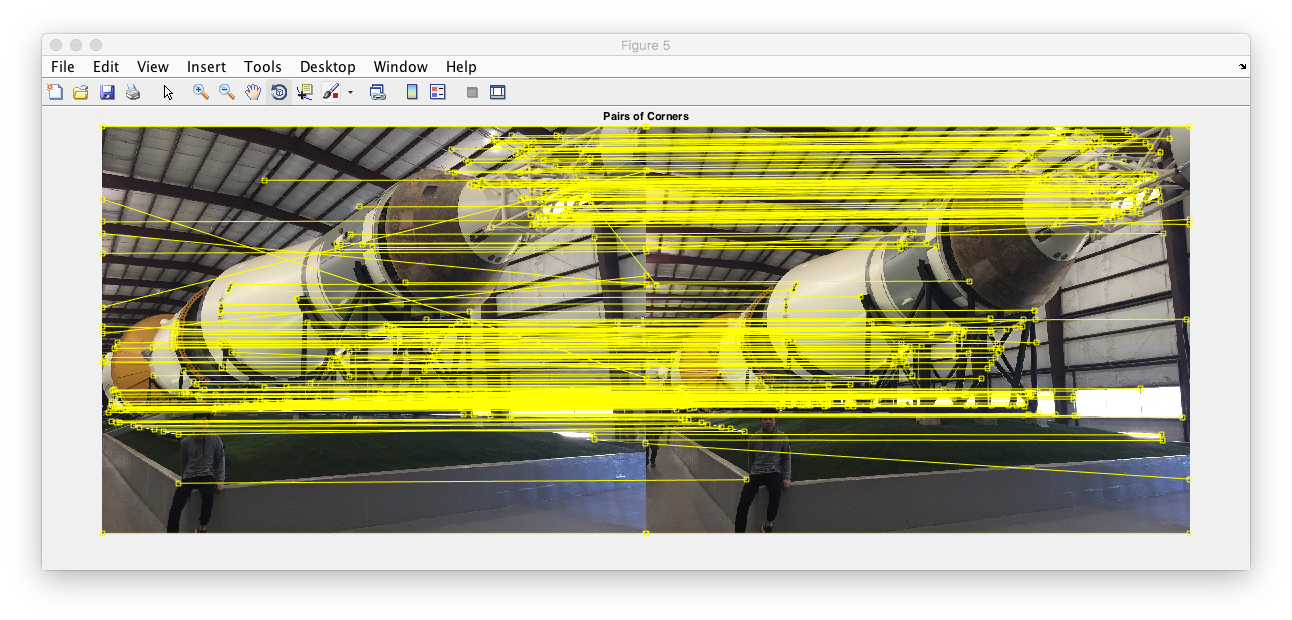 Figure 5
File Edit View Insert Tools Desktop Window Help
Pairs of Corners